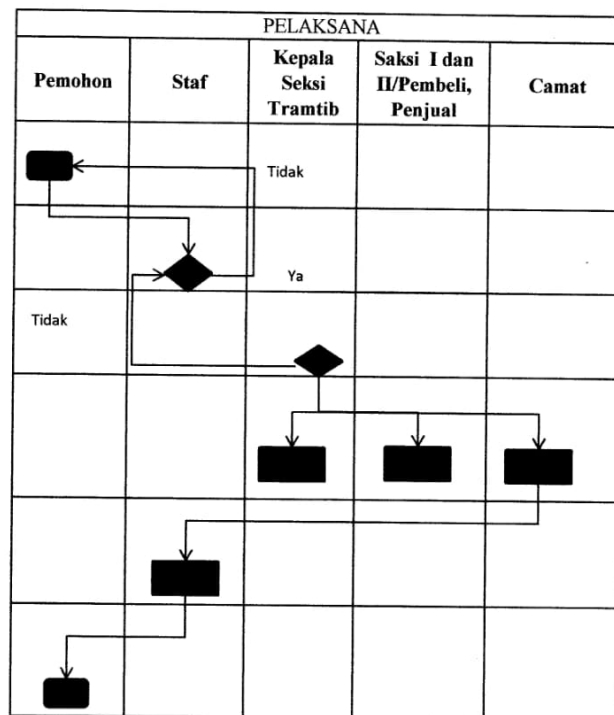 PELAKSANA
Pemohon
Staf
Kepala
Seksi
Tramtib
Saksi I dan
II/Pembeli,
Penjual
Camat
Tidak
Ya
Tidak